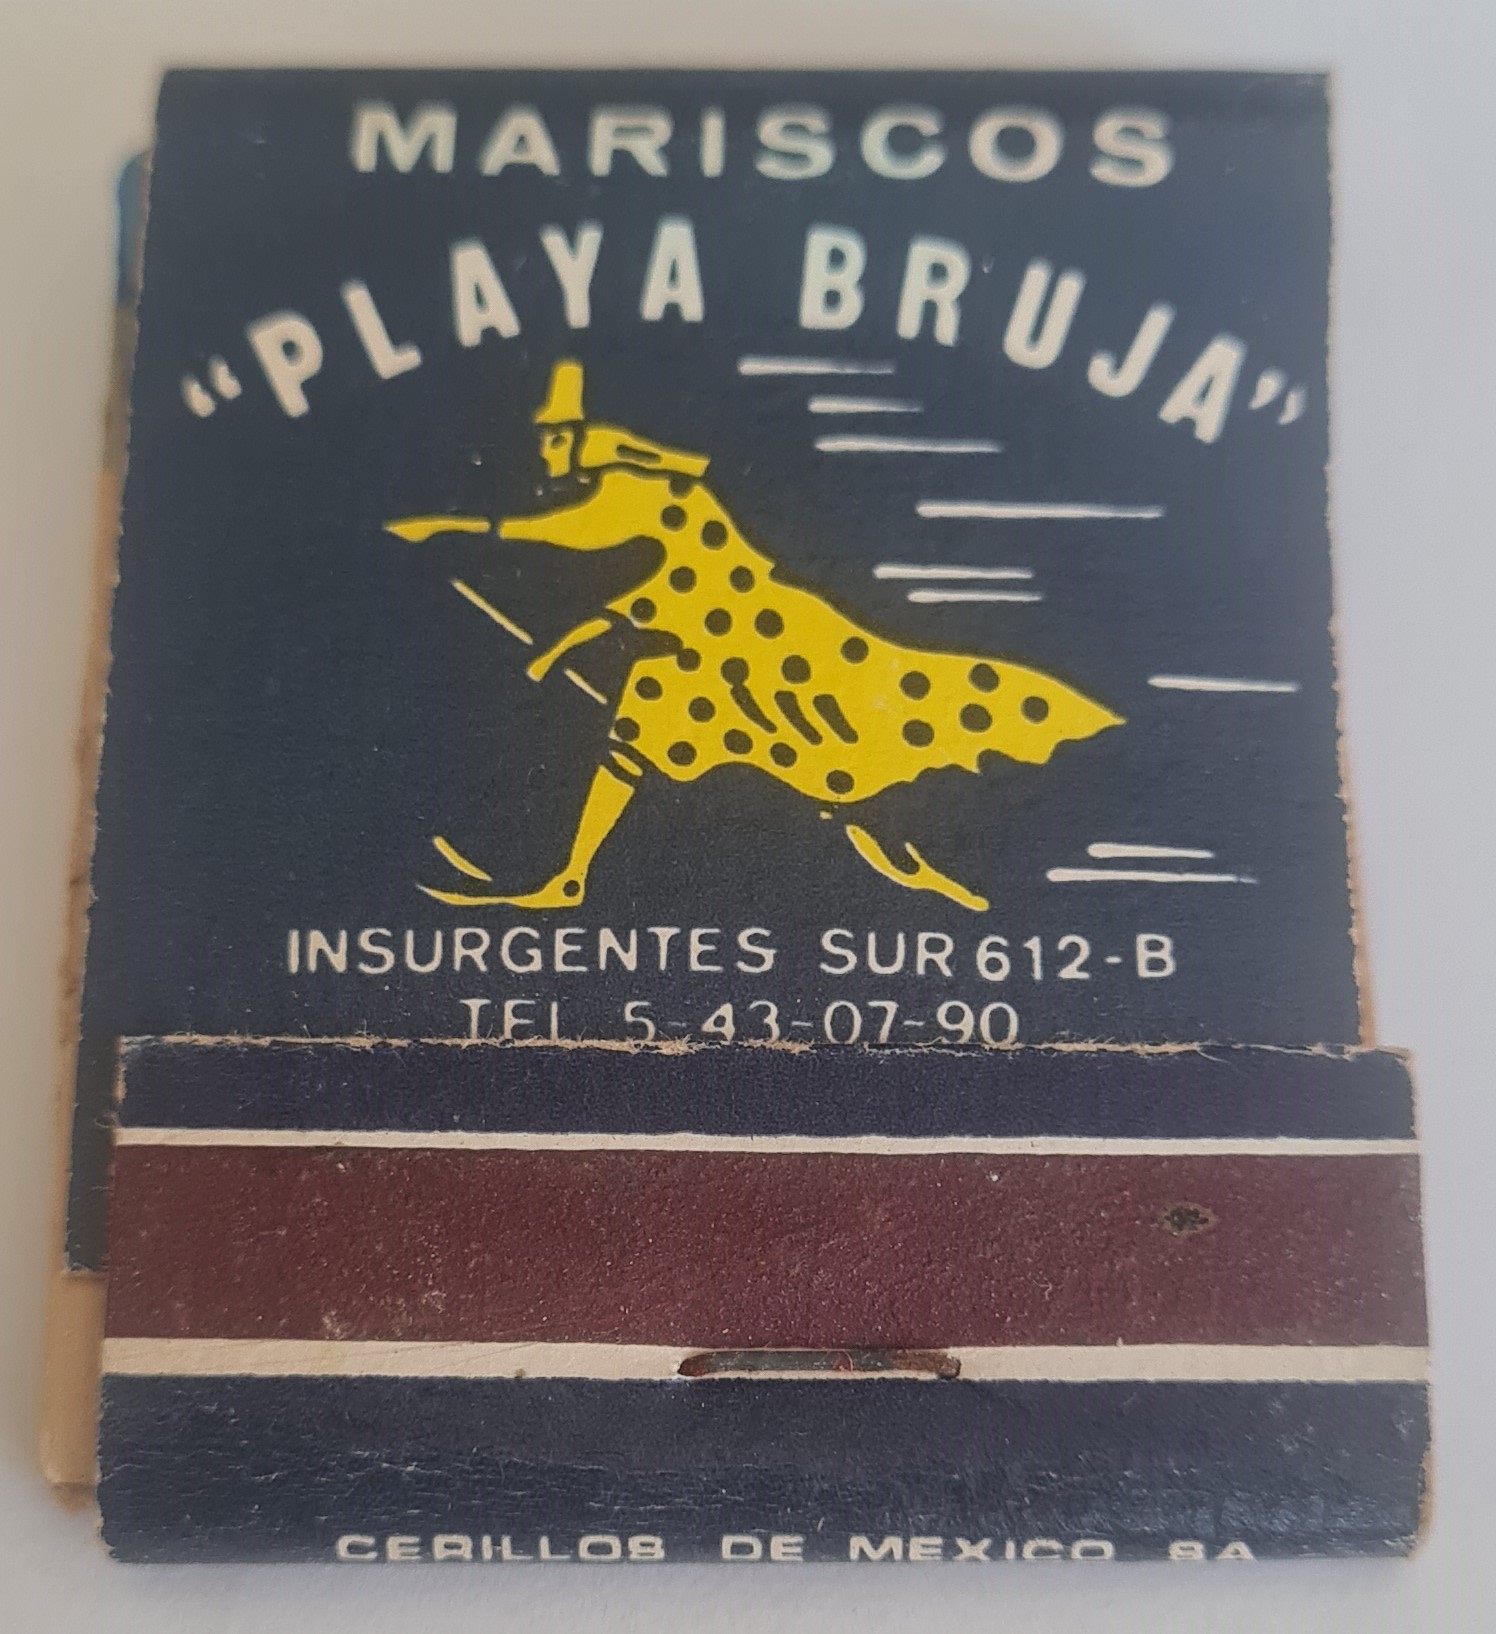 MARISCOS
"PLAYA BRUJA"
INSURGENTES SUR 612-B
TEL 5-43-07-90
CERILLOS DE MEXICO SA